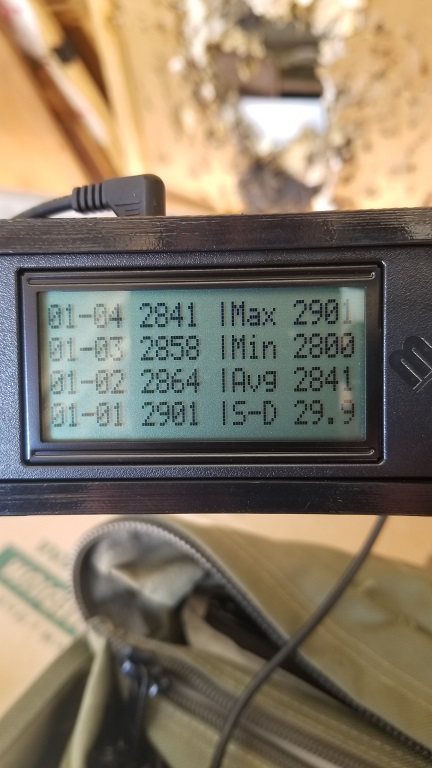 01-04 2841 |Max 2901
01-03 2858 |Min 2800
01-02 2864 |Avg 2841
01-01 2901 |S-D 29.9